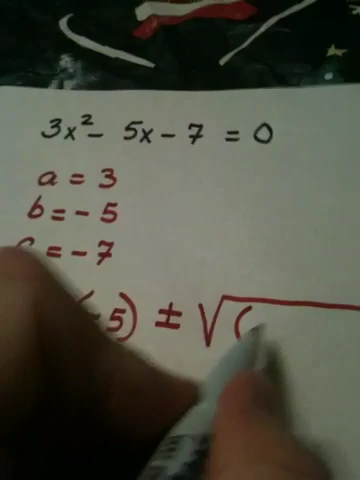 3x² - 5x - 7 = 0
a = 3
b = - 5
c = - 7
(-5) ± √(